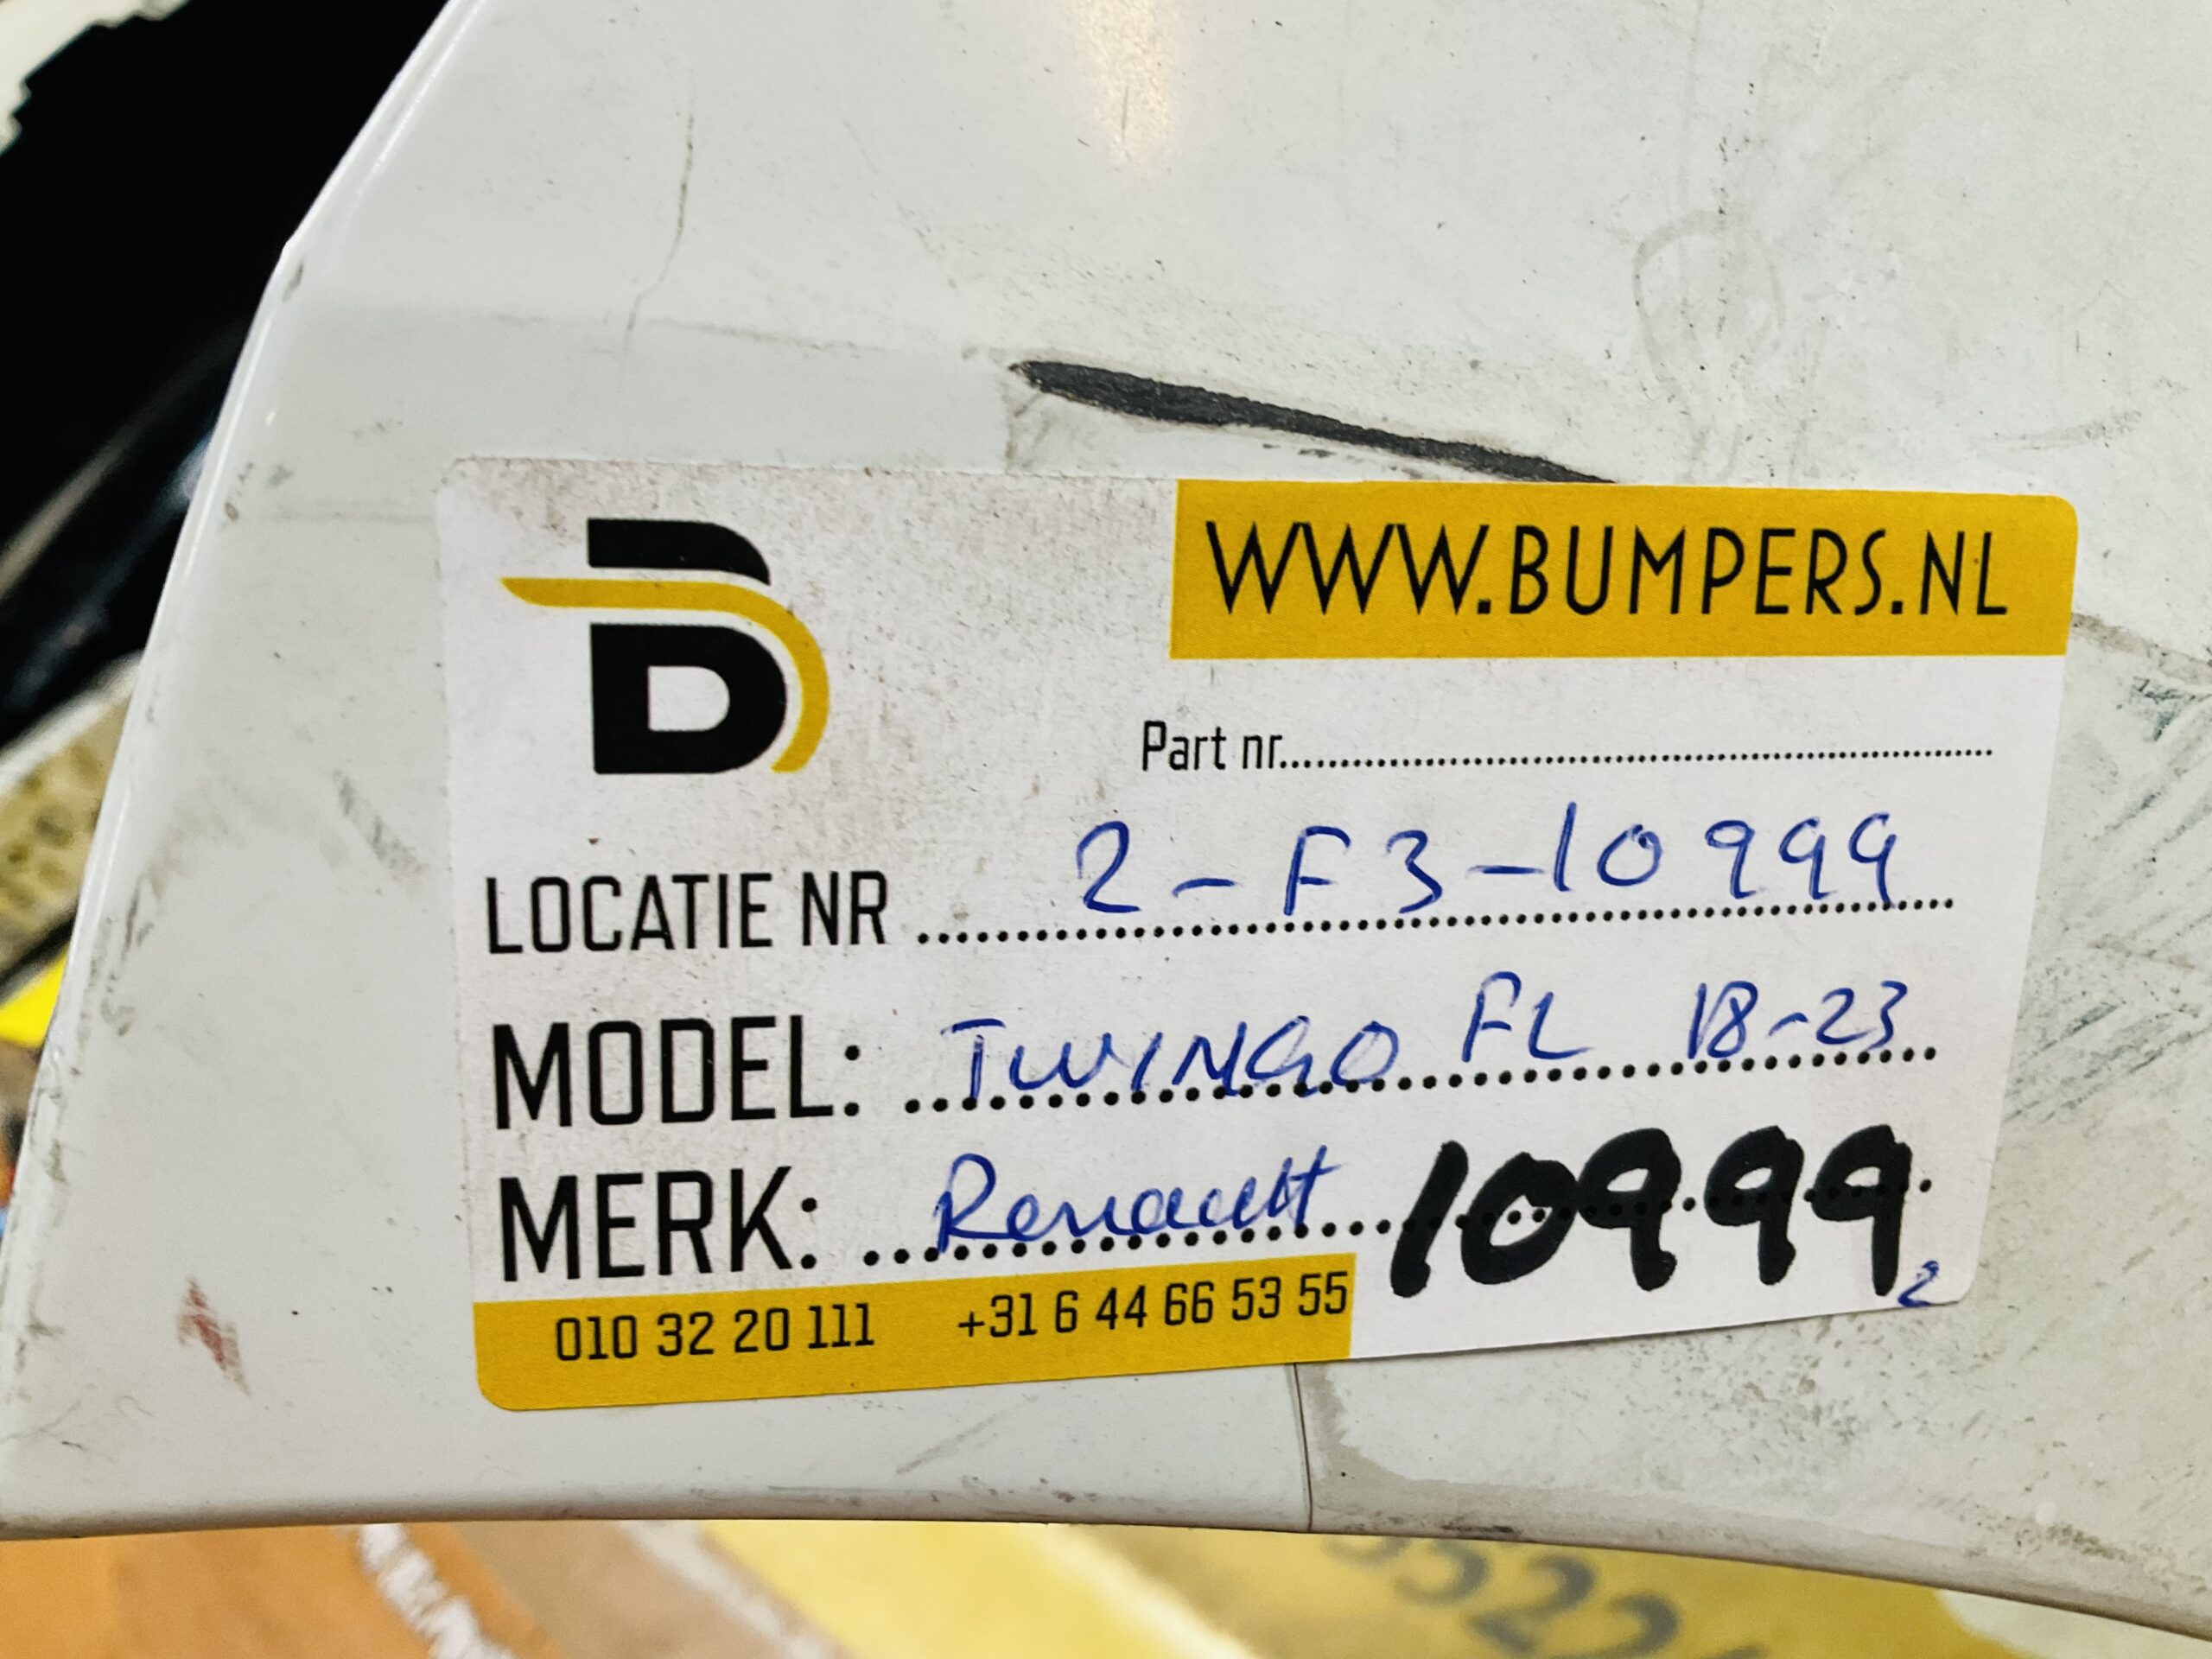 B
WWW.BUMPERS.NL
Part nr.......................................................
LOCATIE NR 2-F3-10999
MODEL: TWINGO FL 18-23
MERK: Renault 10999
2
010 32 20 111 +31 6 44 66 53 55